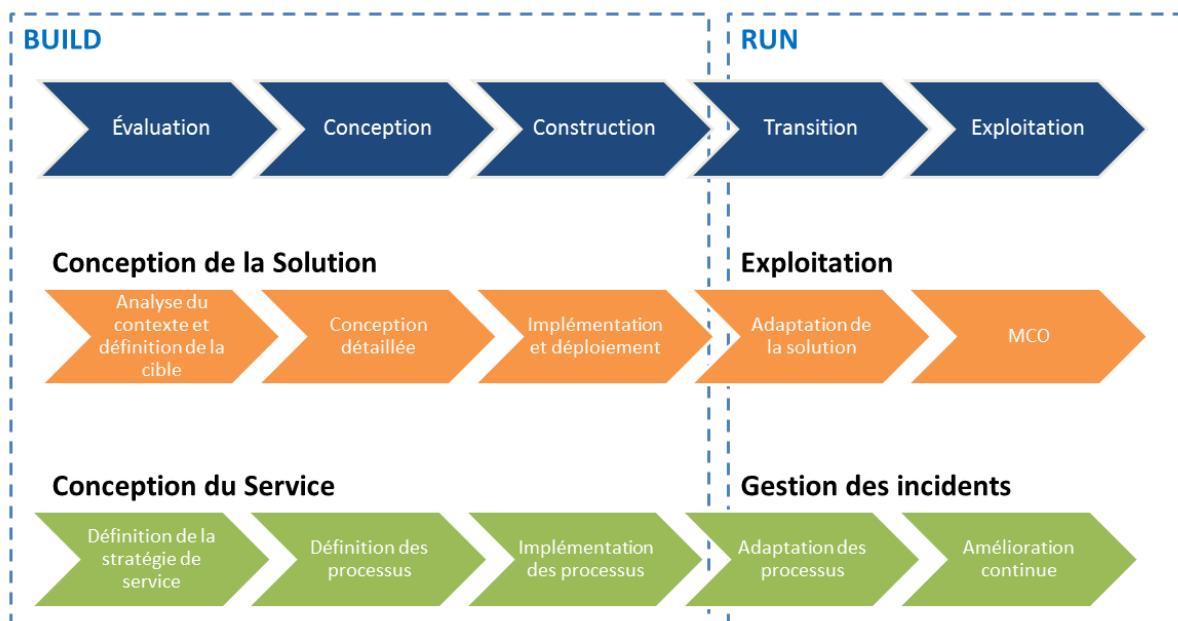 BUILD
RUN
Évaluation
Conception
Construction
Transition
Exploitation
Conception de la Solution
Exploitation
Analyse du
contexte et
définition de la
cible
Conception
détaillée
Implémentation
et déploiement
Adaptation de
la solution
MCO
Conception du Service
Gestion des incidents
Définition de la
stratégie de
service
Définition des
processus
Implémentation
des processus
Adaptation des
processus
Amélioration
continue